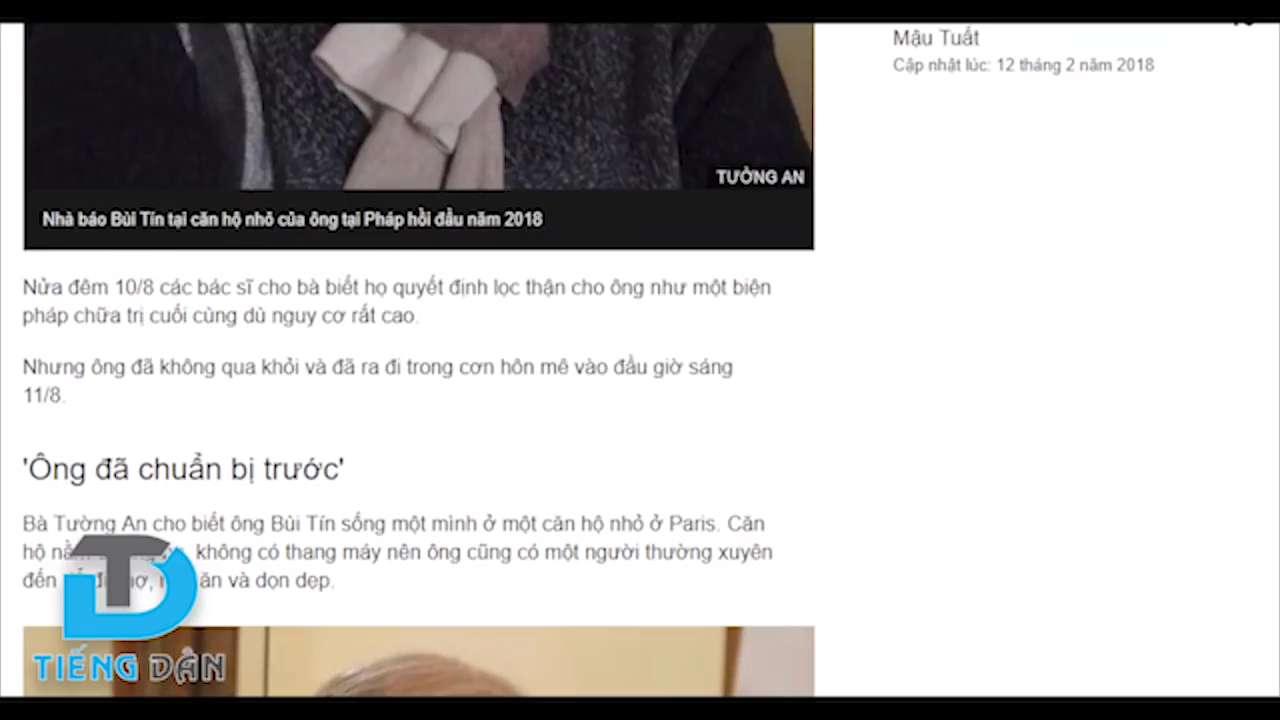 Mậu Tuất
Cập nhật lúc: 12 tháng 2 năm 2018
TƯỞNG AN
Nhà báo Bùi Tín tại căn hộ nhỏ của ông tại Pháp hồi đầu năm 2018
Nửa đêm 10/8 các bác sĩ cho bà biết họ quyết định lọc thận cho ông như một biện
pháp chữa trị cuối cùng dù nguy cơ rất cao.
Nhưng ông đã không qua khỏi và đã ra đi trong cơn hôn mê vào đầu giờ sáng
11/8.
'Ông đã chuẩn bị trước'
Bà Tường An cho biết ông Bùi Tín sống một mình ở một căn hộ nhỏ ở Paris. Căn
hộ không có thang máy nên ông cũng có một người thường xuyên
đến ăn và dọn dẹp.
TD
TIẾNG DÂN